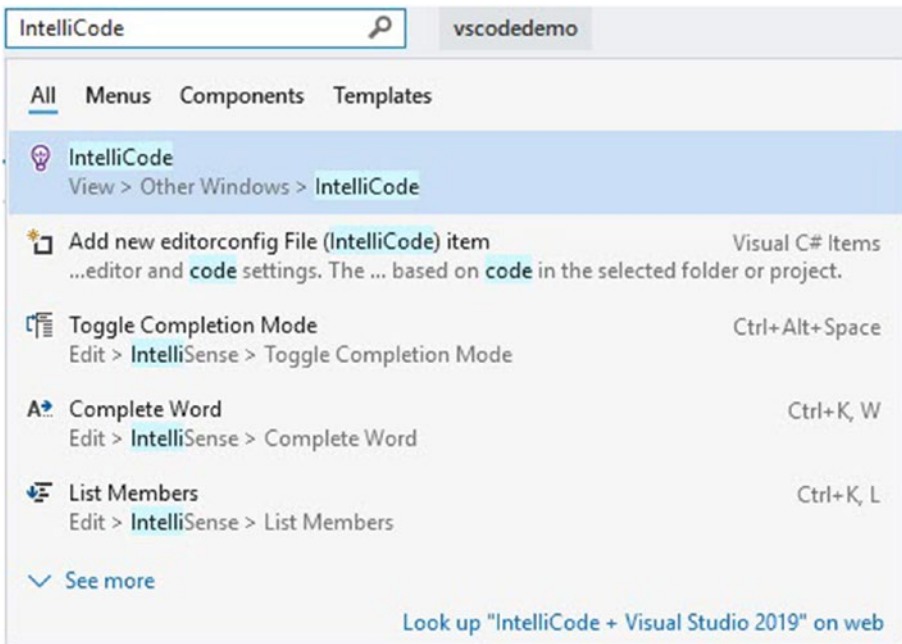 IntelliCode vscodedemo
All Menus Components Templates
IntelliCode
View > Other Windows > IntelliCode
Add new editorconfig File (IntelliCode) item Visual C# Items
...editor and code settings. The ... based on code in the selected folder or project.
Toggle Completion Mode Ctrl+Alt+Space
Edit > IntelliSense > Toggle Completion Mode
Complete Word Ctrl+K, W
Edit > IntelliSense > Complete Word
List Members Ctrl+K, L
Edit > IntelliSense > List Members
See more
Look up "IntelliCode + Visual Studio 2019" on web